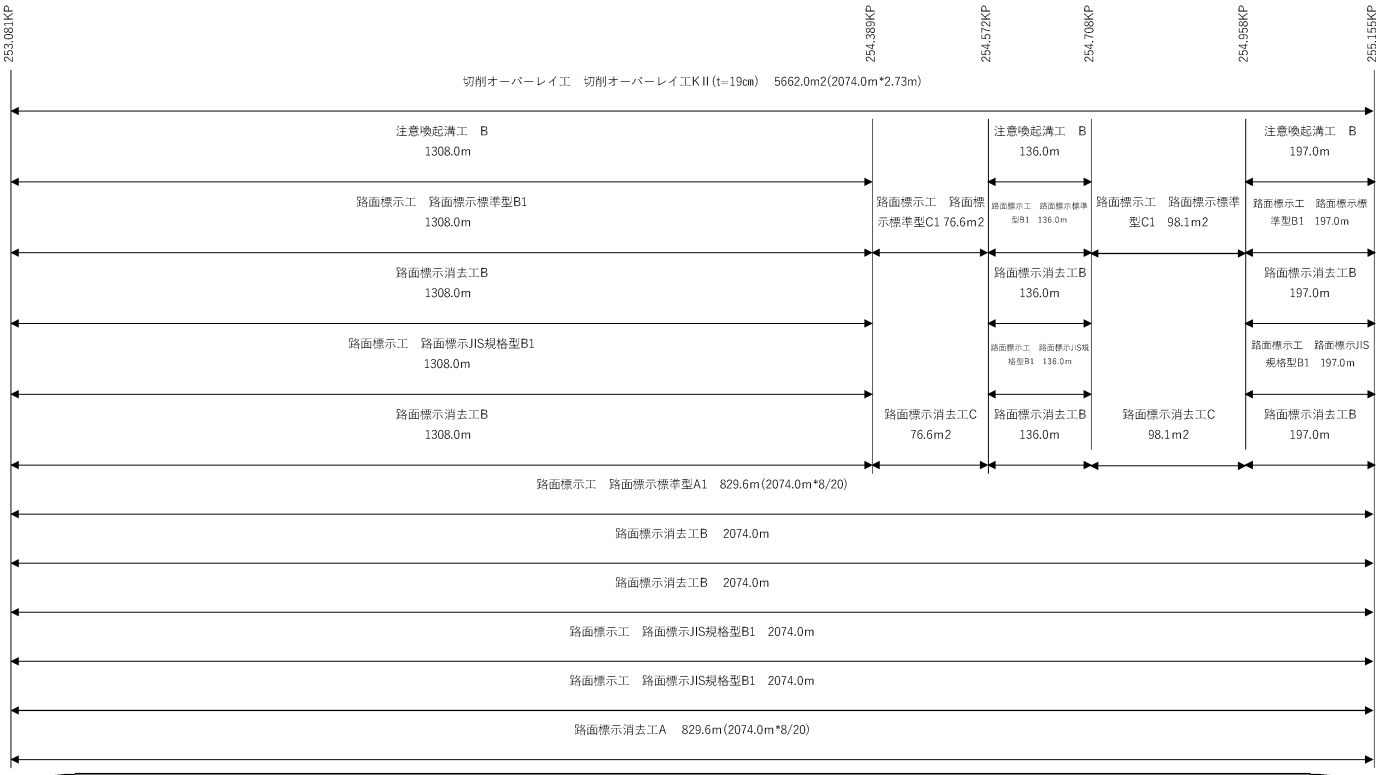 253.081KP
254.389KP
254.572KP
254.708KP
254.958KP
255.155KP
切削オーバーレイ工　切削オーバーレイ工KⅡ(t=19㎝)　5662.0m2(2074.0m*2.73m)
注意喚起溝工　B
1308.0m
注意喚起溝工　B
136.0m
注意喚起溝工　B
197.0m
路面標示工　路面標示標準型B1
1308.0m
路面標示工　路面標
示標準型C1 76.6m2
路面標示工　路面標示標準
型B1　136.0m
路面標示工　路面標示標準
型C1　98.1m2
路面標示工　路面標示標
準型B1　197.0m
路面標示消去工B
1308.0m
路面標示消去工B
136.0m
路面標示消去工B
197.0m
路面標示工　路面標示JIS規格型B1
1308.0m
路面標示工　路面標示JIS規
格型B1　136.0m
路面標示工　路面標示JIS
規格型B1　197.0m
路面標示消去工B
1308.0m
路面標示消去工C
76.6m2
路面標示消去工B
136.0m
路面標示消去工C
98.1m2
路面標示消去工B
197.0m
路面標示工　路面標示標準型A1　829.6m(2074.0m*8/20)
路面標示消去工B　2074.0m
路面標示消去工B　2074.0m
路面標示工　路面標示JIS規格型B1　2074.0m
路面標示工　路面標示JIS規格型B1　2074.0m
路面標示消去工A　829.6m(2074.0m*8/20)